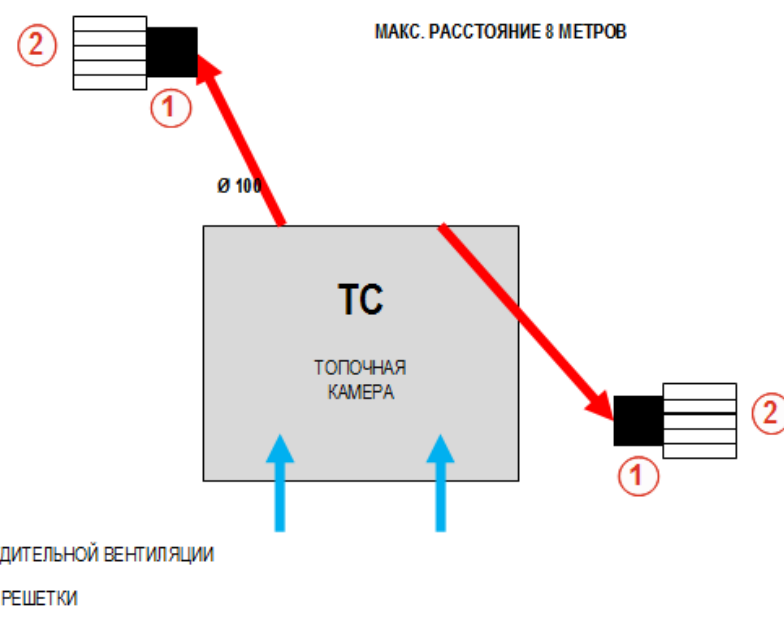 МАКС. РАССТОЯНИЕ 8 МЕТРОВ
2
1
Ø 100
ТС
ТОПОЧНАЯ
КАМЕРА
2
1
ДИТЕЛЬНОЙ ВЕНТИЛЯЦИИ
РЕШЕТКИ